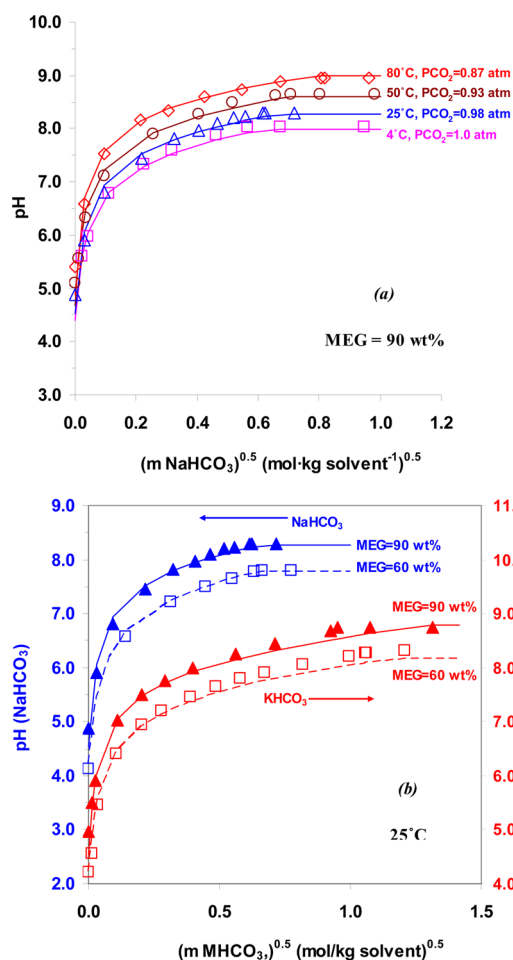 (a)
10.0
9.0
8.0
7.0
6.0
5.0
4.0
3.0
pH
80˚C, PCO₂=0.87 atm
50˚C, PCO₂=0.93 atm
25˚C, PCO₂=0.98 atm
4˚C, PCO₂=1.0 atm
(a)
MEG = 90 wt%
0.0 0.2 0.4 0.6 0.8 1.0 1.2
(m NaHCO₃)⁰·⁵ (mol·kg solvent⁻¹)⁰·⁵
9.0
8.0
7.0
6.0
5.0
4.0
3.0
2.0
pH (NaHCO₃)
NaHCO₃
MEG=90 wt%
MEG=60 wt%
MEG=90 wt%
KHCO₃
MEG=60 wt%
(b)
25˚C
10.
9.0
8.0
7.0
6.0
5.0
4.0
0.0 0.5 1.0 1.5
(m MHCO₃,)⁰·⁵ (mol/kg solvent)⁰·⁵